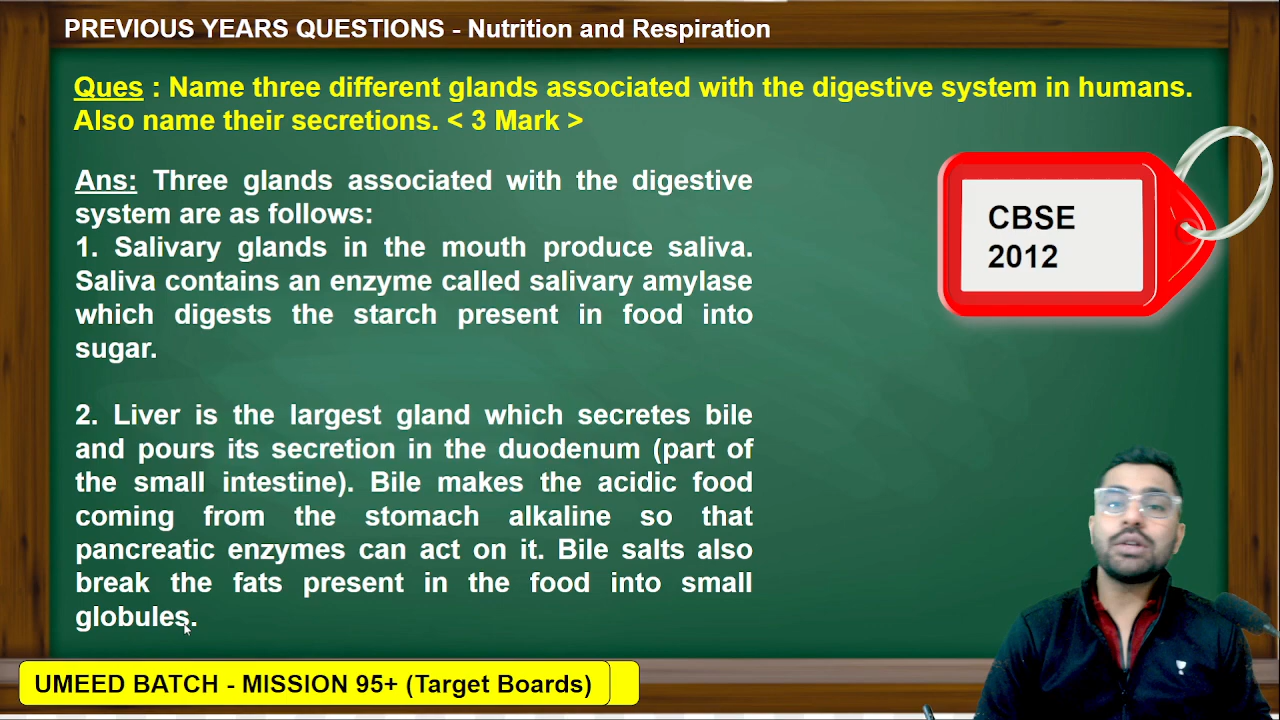 PREVIOUS YEARS QUESTIONS - Nutrition and Respiration
Ques : Name three different glands associated with the digestive system in humans.
Also name their secretions. < 3 Mark >
Ans: Three glands associated with the digestive
system are as follows:
1. Salivary glands in the mouth produce saliva.
Saliva contains an enzyme called salivary amylase
which digests the starch present in food into
sugar.
2. Liver is the largest gland which secretes bile
and pours its secretion in the duodenum (part of
the small intestine). Bile makes the acidic food
coming from the stomach alkaline so that
pancreatic enzymes can act on it. Bile salts also
break the fats present in the food into small
globules.
CBSE
2012
UMEED BATCH - MISSION 95+ (Target Boards)